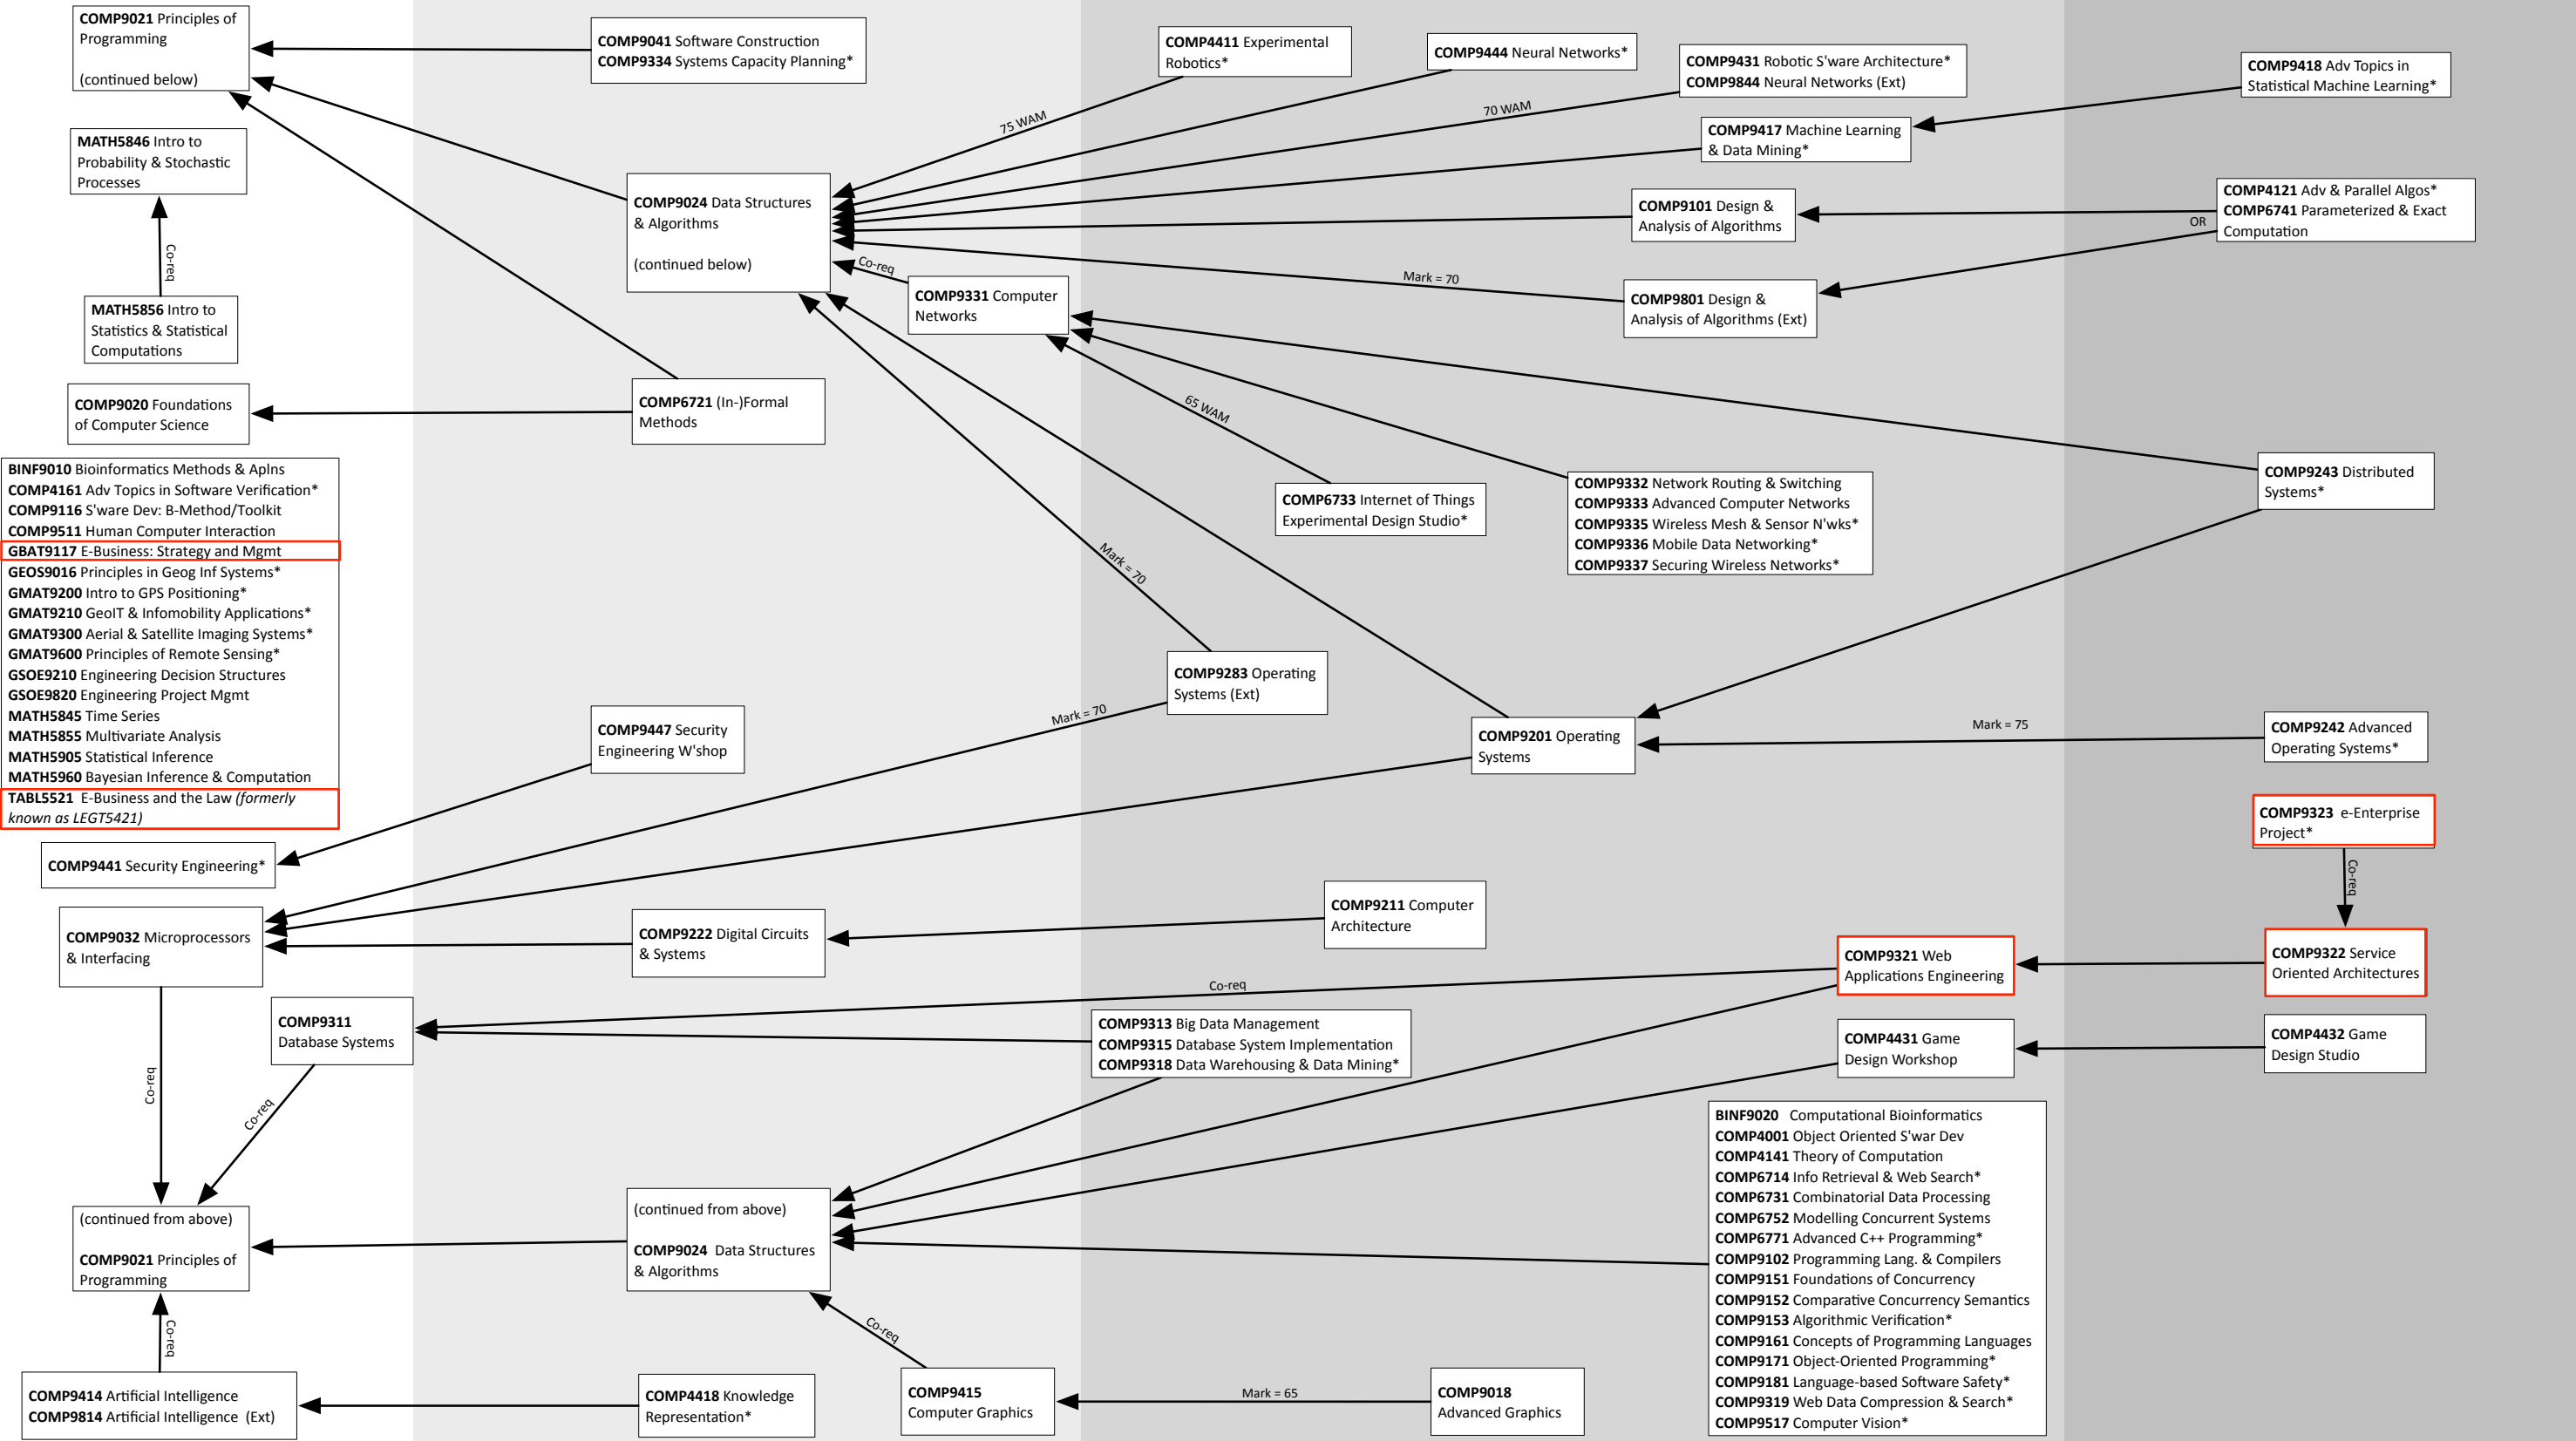 COMP9021 Principles of
Programming
(continued below)
COMP9041 Software Construction
COMP9334 Systems Capacity Planning*
COMP4411 Experimental
Robotics*
COMP9444 Neural Networks*
COMP9431 Robotic S'ware Architecture*
COMP9844 Neural Networks (Ext)
COMP9418 Adv Topics in
Statistical Machine Learning*
75 WAM
70 WAM
COMP9417 Machine Learning
& Data Mining*
MATH5846 Intro to
Probability & Stochastic
Processes
COMP9024 Data Structures
& Algorithms
(continued below)
COMP9101 Design &
Analysis of Algorithms
COMP4121 Adv & Parallel Algos*
COMP6741 Parameterized & Exact
Computation
OR
Co-req
Co-req
Mark = 70
MATH5856 Intro to
Statistics & Statistical
Computations
COMP9331 Computer
Networks
COMP9801 Design &
Analysis of Algorithms (Ext)
COMP9020 Foundations
of Computer Science
COMP6721 (In-)Formal
Methods
65 WAM
BINF9010 Bioinformatics Methods & Aplns
COMP4161 Adv Topics in Software Verification*
COMP9116 S'ware Dev: B-Method/Toolkit
COMP9511 Human Computer Interaction
GBAT9117 E-Business: Strategy and Mgmt
GEOS9016 Principles in Geog Inf Systems*
GMAT9200 Intro to GPS Positioning*
GMAT9210 GeoIT & Infomobility Applications*
GMAT9300 Aerial & Satellite Imaging Systems*
GMAT9600 Principles of Remote Sensing*
GSOE9210 Engineering Decision Structures
GSOE9820 Engineering Project Mgmt
MATH5845 Time Series
MATH5855 Multivariate Analysis
MATH5905 Statistical Inference
MATH5960 Bayesian Inference & Computation
TABL5521 E-Business and the Law (formerly
known as LEGT5421)
COMP6733 Internet of Things
Experimental Design Studio*
COMP9332 Network Routing & Switching
COMP9333 Advanced Computer Networks
COMP9335 Wireless Mesh & Sensor N'wks*
COMP9336 Mobile Data Networking*
COMP9337 Securing Wireless Networks*
COMP9243 Distributed
Systems*
Mark = 70
COMP9283 Operating
Systems (Ext)
Mark = 70
COMP9447 Security
Engineering W'shop
COMP9201 Operating
Systems
Mark = 75
COMP9242 Advanced
Operating Systems*
COMP9323 e-Enterprise
Project*
Co-req
COMP9441 Security Engineering*
COMP9032 Microprocessors
& Interfacing
COMP9222 Digital Circuits
& Systems
COMP9211 Computer
Architecture
COMP9321 Web
Applications Engineering
COMP9322 Service
Oriented Architectures
Co-req
COMP9311
Database Systems
COMP9313 Big Data Management
COMP9315 Database System Implementation
COMP9318 Data Warehousing & Data Mining*
COMP4431 Game
Design Workshop
COMP4432 Game
Design Studio
Co-req
Co-req
(continued from above)
COMP9021 Principles of
Programming
(continued from above)
COMP9024 Data Structures
& Algorithms
BINF9020 Computational Bioinformatics
COMP4001 Object Oriented S'war Dev
COMP4141 Theory of Computation
COMP6714 Info Retrieval & Web Search*
COMP6731 Combinatorial Data Processing
COMP6752 Modelling Concurrent Systems
COMP6771 Advanced C++ Programming*
COMP9102 Programming Lang. & Compilers
COMP9151 Foundations of Concurrency
COMP9152 Comparative Concurrency Semantics
COMP9153 Algorithmic Verification*
COMP9161 Concepts of Programming Languages
COMP9171 Object-Oriented Programming*
COMP9181 Language-based Software Safety*
COMP9319 Web Data Compression & Search*
COMP9517 Computer Vision*
Co-req
Co-req
COMP9414 Artificial Intelligence
COMP9814 Artificial Intelligence (Ext)
COMP4418 Knowledge
Representation*
COMP9415
Computer Graphics
Mark = 65
COMP9018
Advanced Graphics